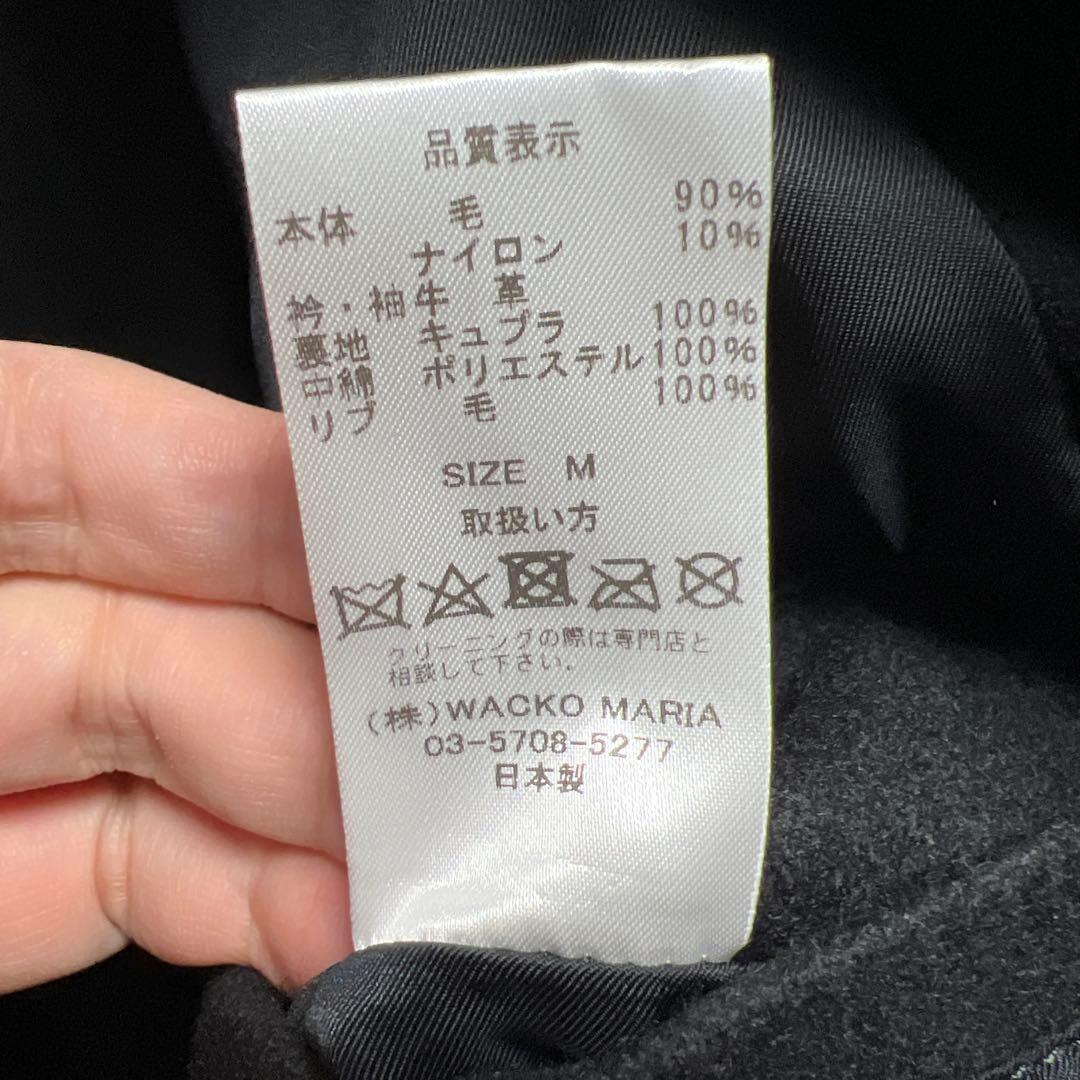 品質表示
本体 毛 90%
ナイロン 10%
衿・袖 牛 革
裏地 キュプラ 100%
中綿 ポリエステル 100%
リブ 毛 100%
SIZE M
取扱い方
クリーニングの際は専門店と
相談して下さい。
(株)WACKO MARIA
03-5708-5277
日本製